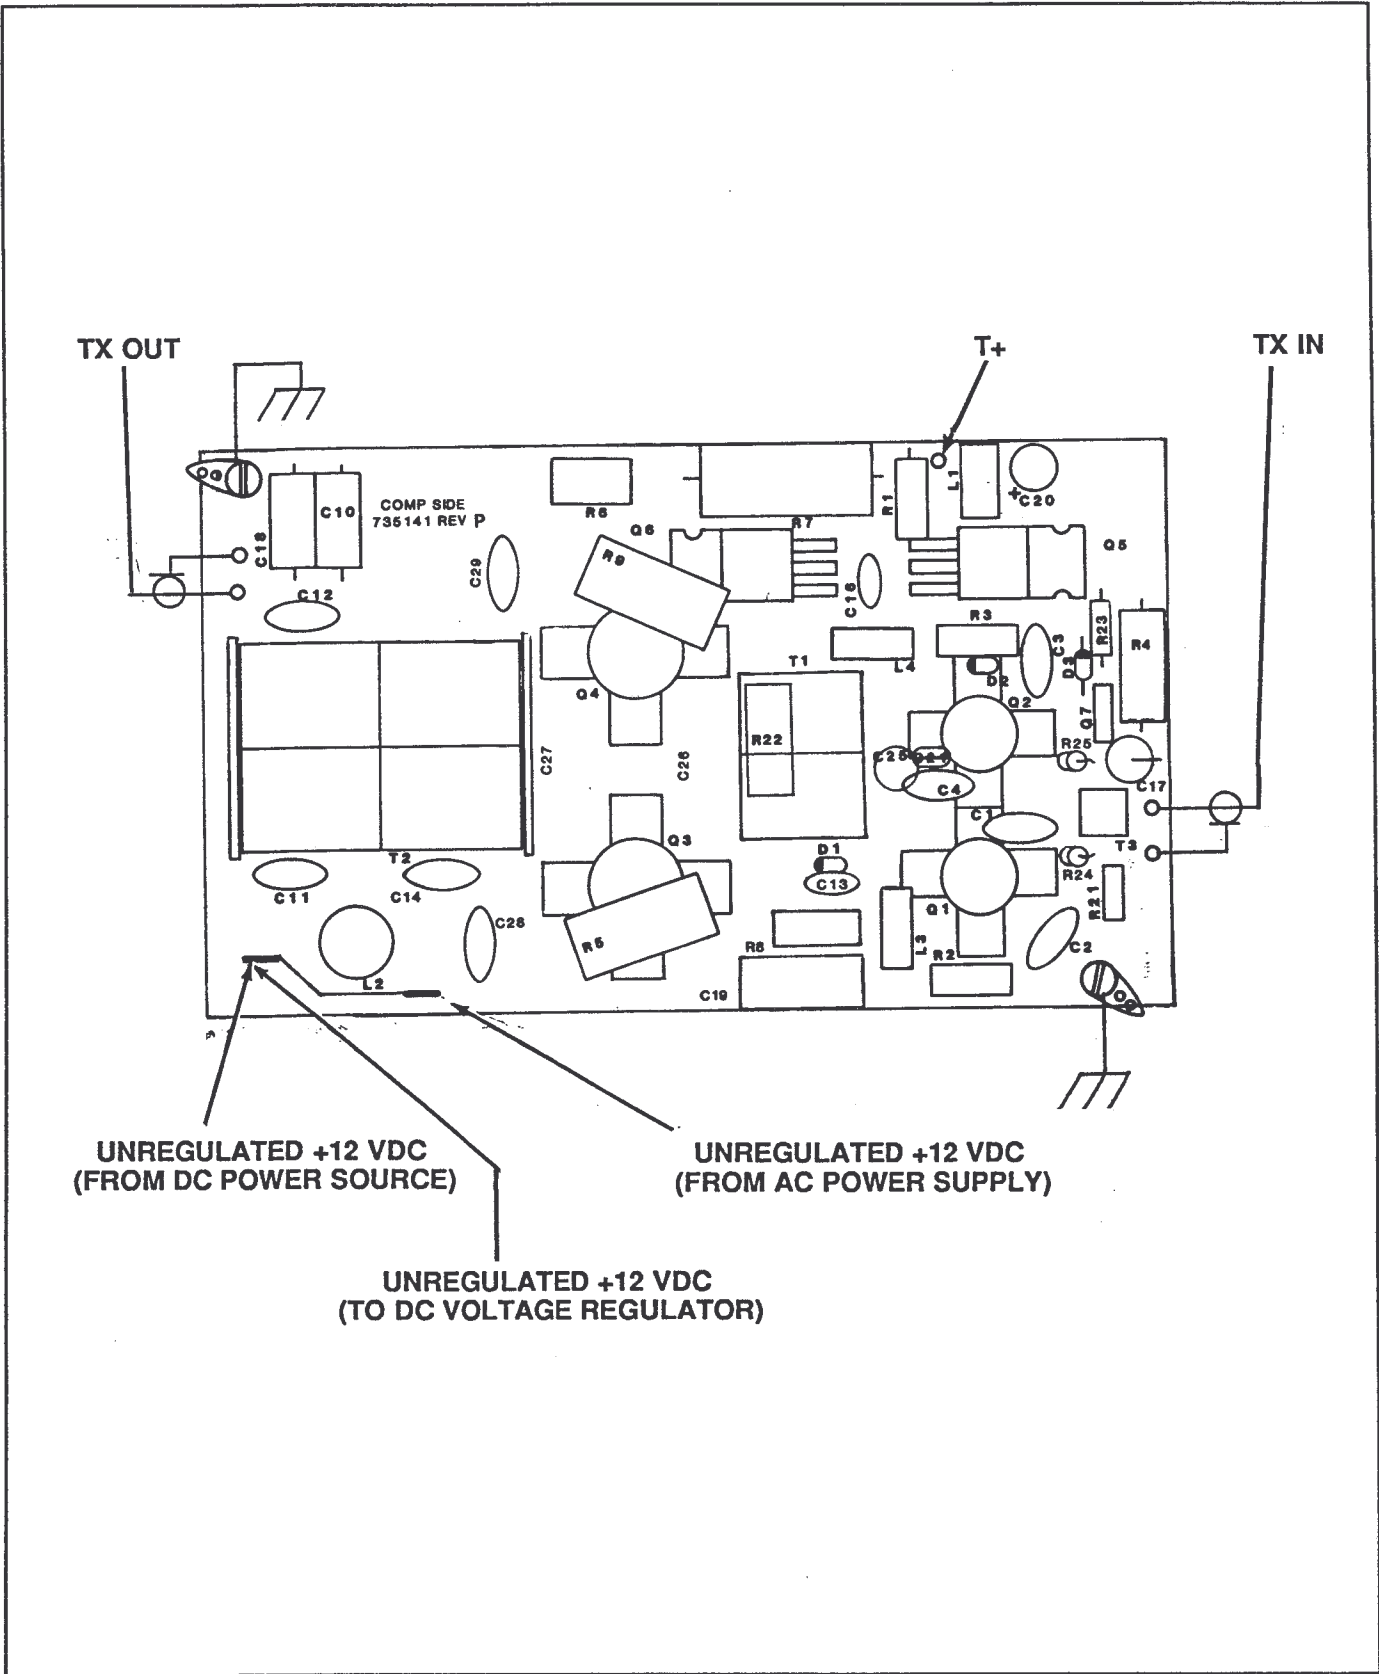 TX OUT
T+
TX IN
COMP SIDE
735141 REV P
C10
C18
C12
C29
R6
Q6
R9
R7
R1
L1
+C20
Q5
C16
R3
C3
D3
R23
R4
L4
D2
T1
Q4
Q2
Q7
R22
R25
C27
C26
C25
C4
C17
C1
T3
Q3
D1
C13
R24
T2
C11
C14
R21
Q1
C28
R5
L3
C2
R2
L2
C19
UNREGULATED +12 VDC
(FROM DC POWER SOURCE)
UNREGULATED +12 VDC
(FROM AC POWER SUPPLY)
UNREGULATED +12 VDC
(TO DC VOLTAGE REGULATOR)